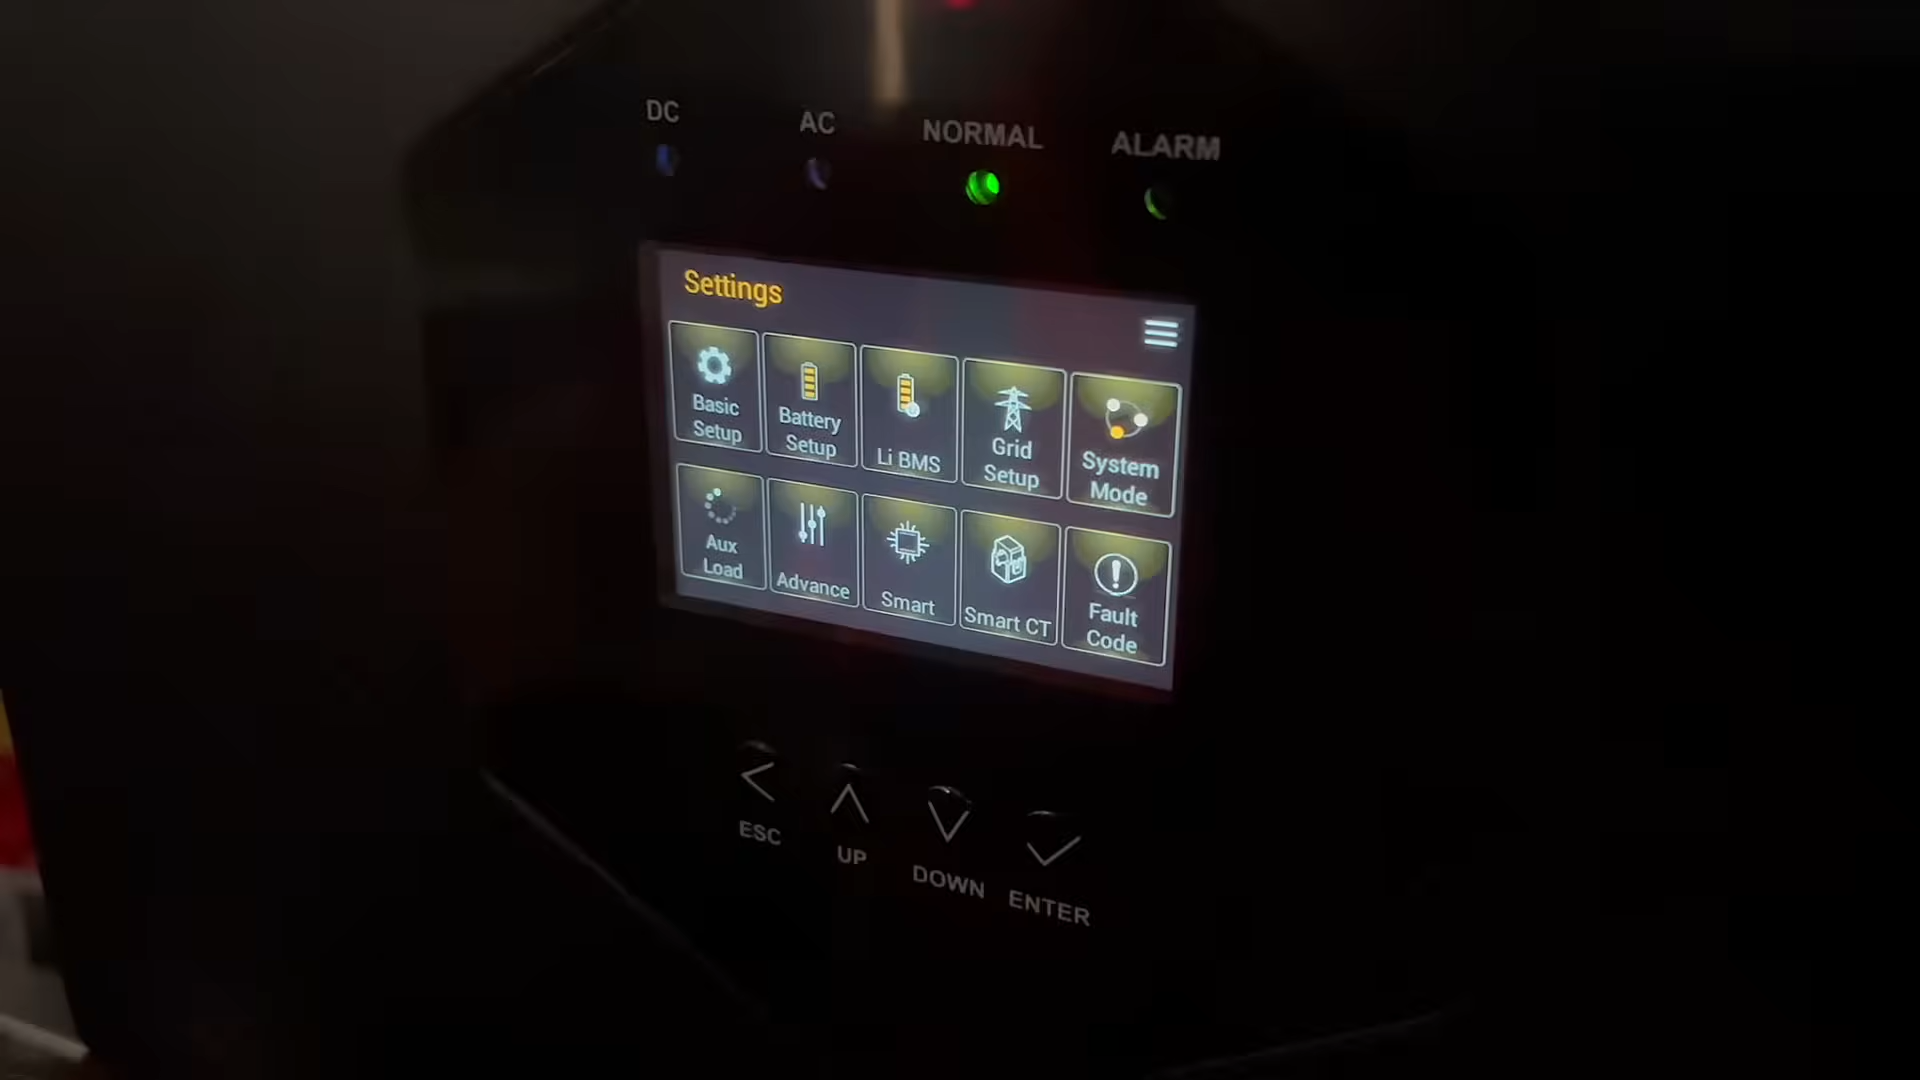 DC
AC
NORMAL
ALARM
Settings
Basic
Setup
Battery
Setup
Li BMS
Grid
Setup
System
Mode
Aux
Load
Advance
Smart
Smart CT
Fault
Code
ESC
UP
DOWN
ENTER